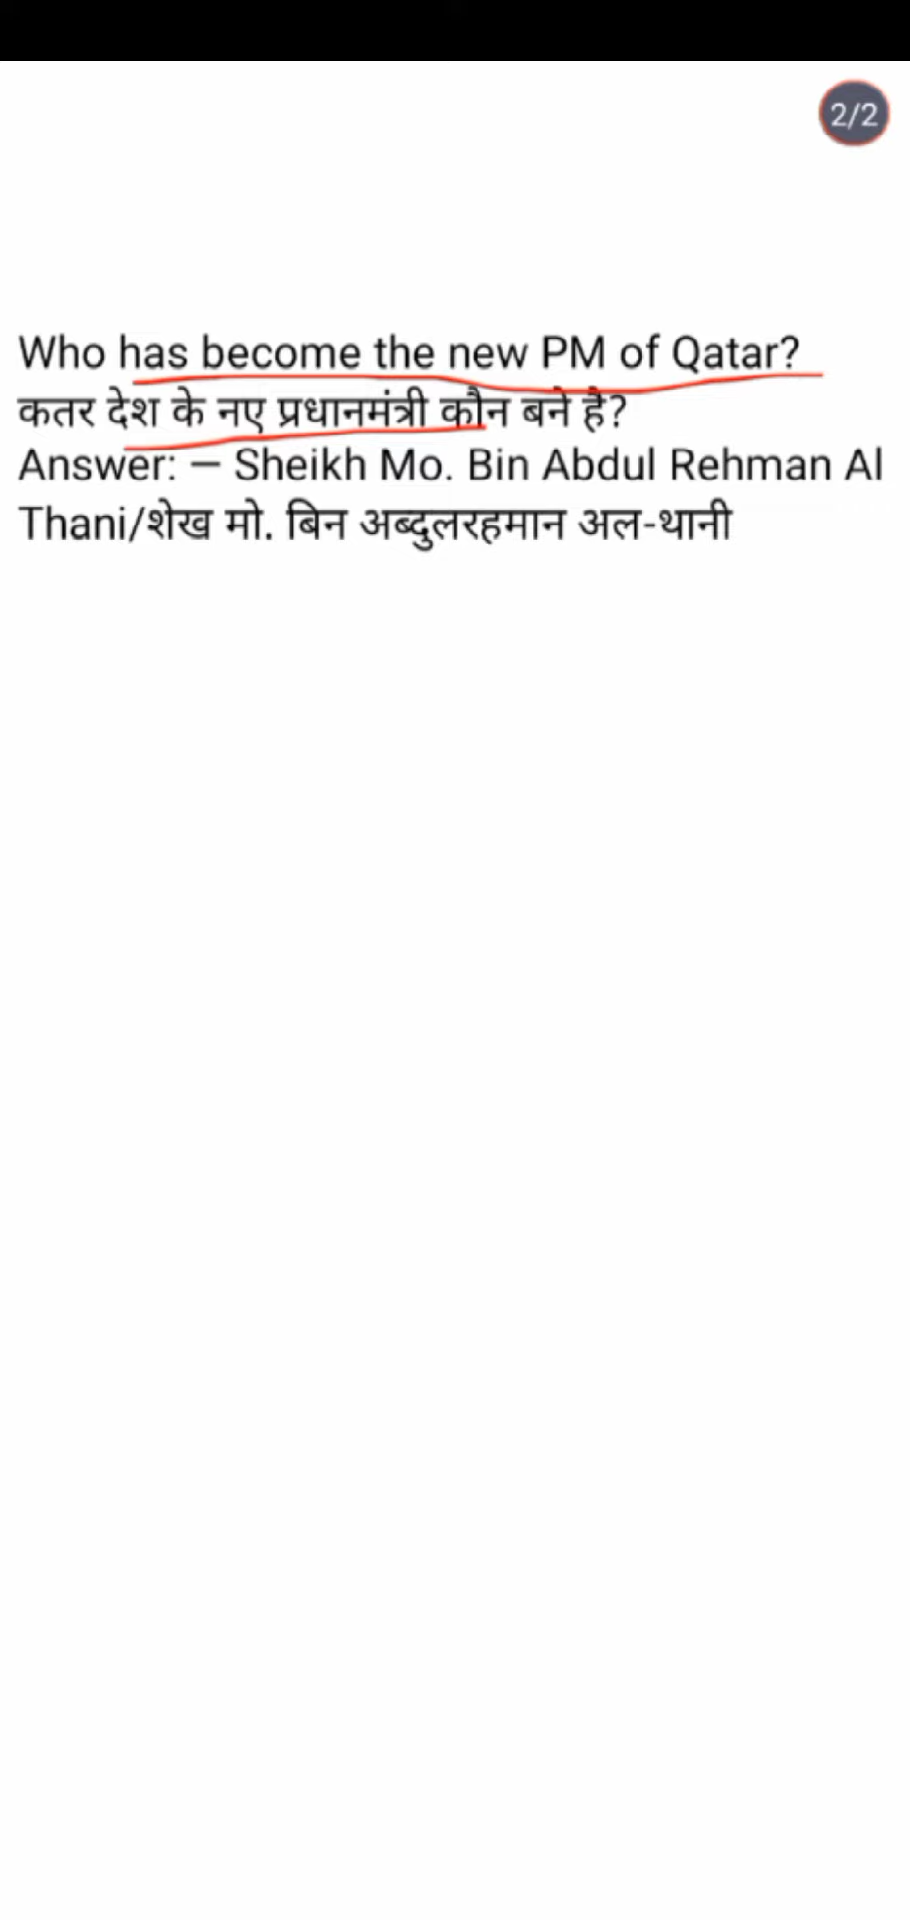 2/2
Who has become the new PM of Qatar?
कतर देश के नए प्रधानमंत्री कौन बने है?
Answer: – Sheikh Mo. Bin Abdul Rehman Al
Thani/शेख मो. बिन अब्दुलरहमान अल-थानी